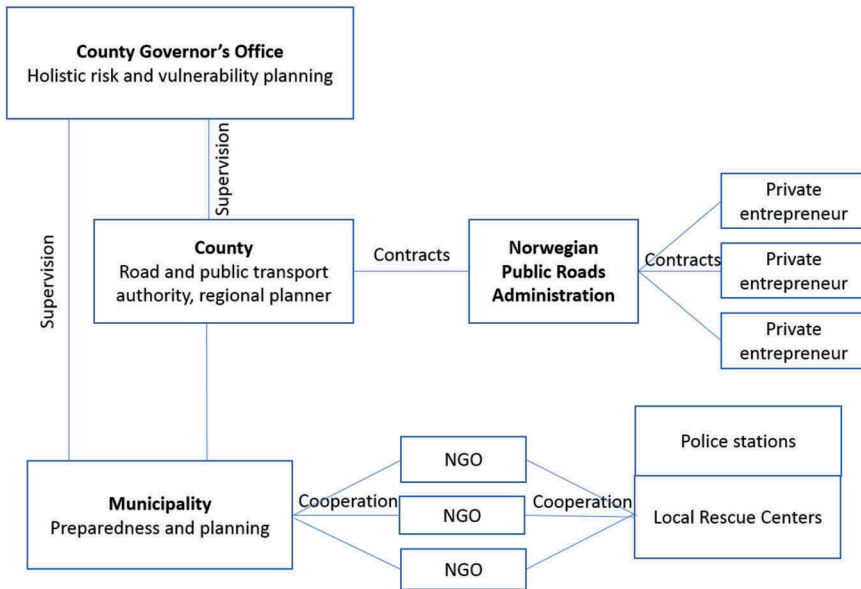 County Governor's Office
Holistic risk and vulnerability planning
Supervision
Supervision
County
Road and public transport
authority, regional planner
Contracts
Norwegian
Public Roads
Administration
Contracts
Private
entrepreneur
Private
entrepreneur
Private
entrepreneur
Municipality
Preparedness and planning
Cooperation
NGO
NGO
NGO
Cooperation
Police stations
Local Rescue Centers